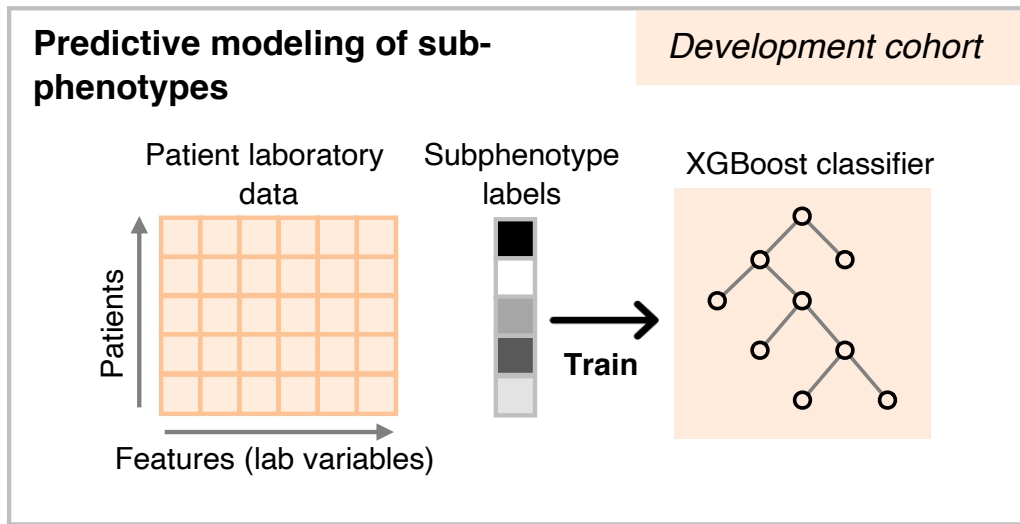 Predictive modeling of sub-
phenotypes
Development cohort
Patient laboratory
data
Subphenotype
labels
XGBoost classifier
Patients
Train
Features (lab variables)